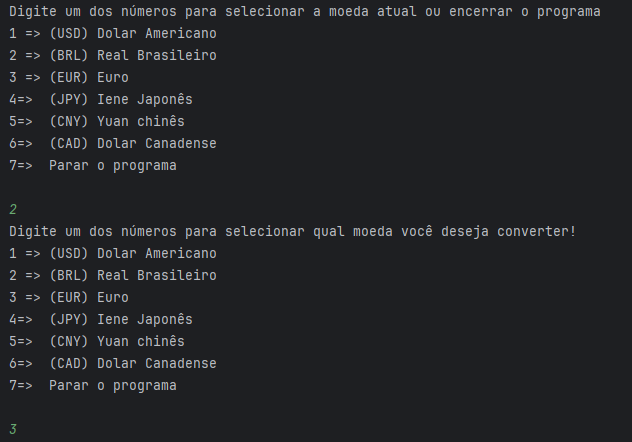 Digite um dos números para selecionar a moeda atual ou encerrar o programa
1 => (USD) Dolar Americano
2 => (BRL) Real Brasileiro
3 => (EUR) Euro
4=>  (JPY) Iene Japonês
5=>  (CNY) Yuan chinês
6=>  (CAD) Dolar Canadense
7=>  Parar o programa
2
Digite um dos números para selecionar qual moeda você deseja converter!
1 => (USD) Dolar Americano
2 => (BRL) Real Brasileiro
3 => (EUR) Euro
4=>  (JPY) Iene Japonês
5=>  (CNY) Yuan chinês
6=>  (CAD) Dolar Canadense
7=>  Parar o programa
3